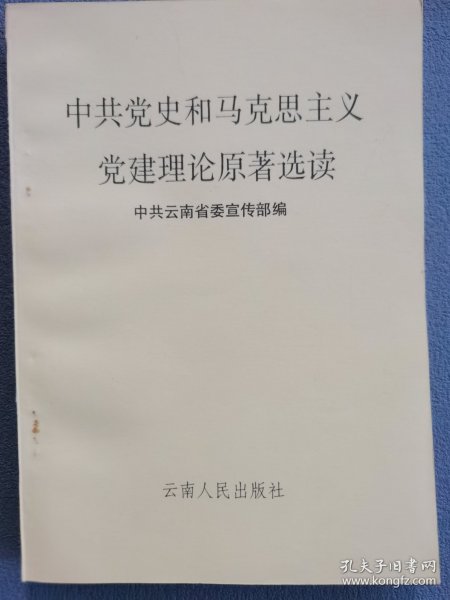 中共党史和马克思主义
党建理论原著选读
中共云南省委宣传部编
云南人民出版社
孔夫子旧书网
www.kongfz.com